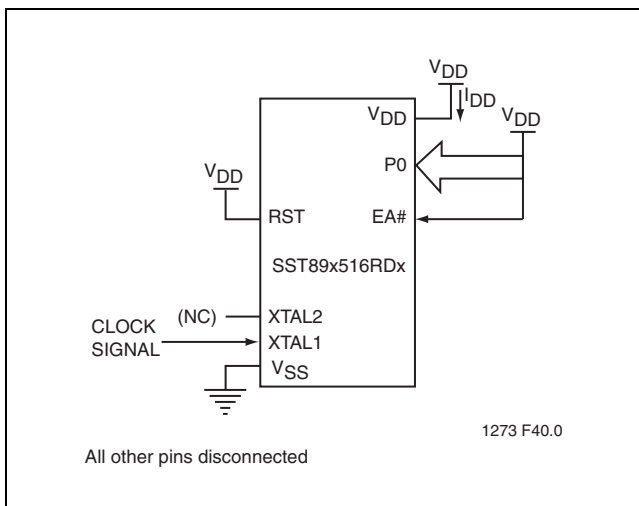 VDD
IDD
VDD
VDD
P0
VDD
RST
EA#
SST89x516RDx
(NC)
XTAL2
CLOCK
SIGNAL
XTAL1
VSS
1273 F40.0
All other pins disconnected